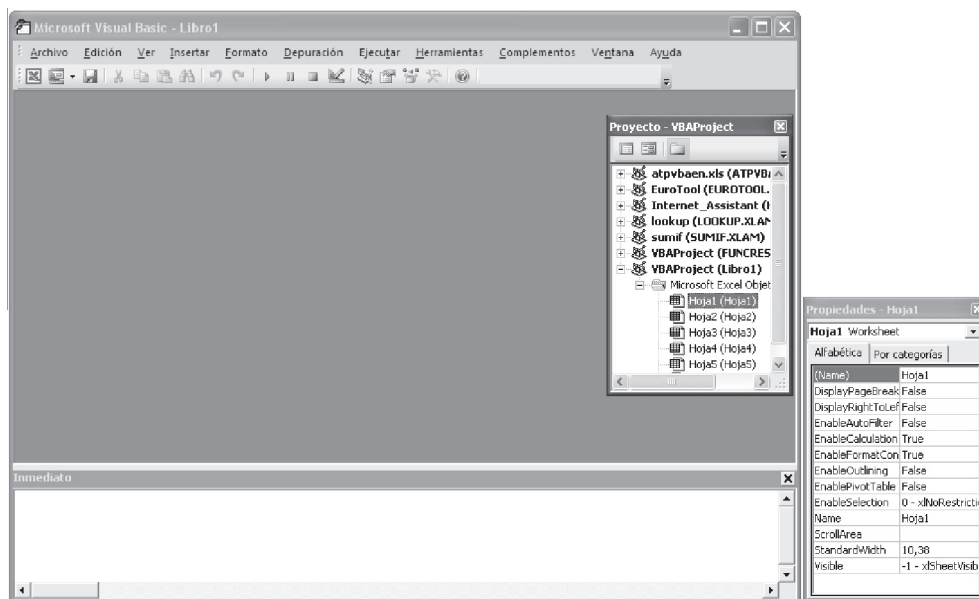 Microsoft Visual Basic - Libro1
Archivo Edición Ver Insertar Formato Depuración Ejecutar Herramientas Complementos Ventana Ayuda
Proyecto - VBAProject
atpvbaen.xls (ATPVB
EuroTool (EUROTOOL.
Internet_Assistant (
lookup (LOOKUP.XLAM
sumif (SUMIF.XLAM)
VBAProject (FUNCRES
VBAProject (Libro1)
Microsoft Excel Objet
Hoja1 (Hoja1)
Hoja2 (Hoja2)
Hoja3 (Hoja3)
Hoja4 (Hoja4)
Hoja5 (Hoja5)
Propiedades - Hoja1
Hoja1 Worksheet
Alfabética Por categorías
(Name) Hoja1
DisplayPageBreak False
DisplayRightToLef False
EnableAutoFilter False
EnableCalculation True
EnableFormatCon True
EnableOutlining False
EnablePivotTable False
EnableSelection 0 - xlNoRestricti
Name Hoja1
ScrollArea
StandardWidth 10,38
Visible -1 - xlSheetVisib
Inmediato